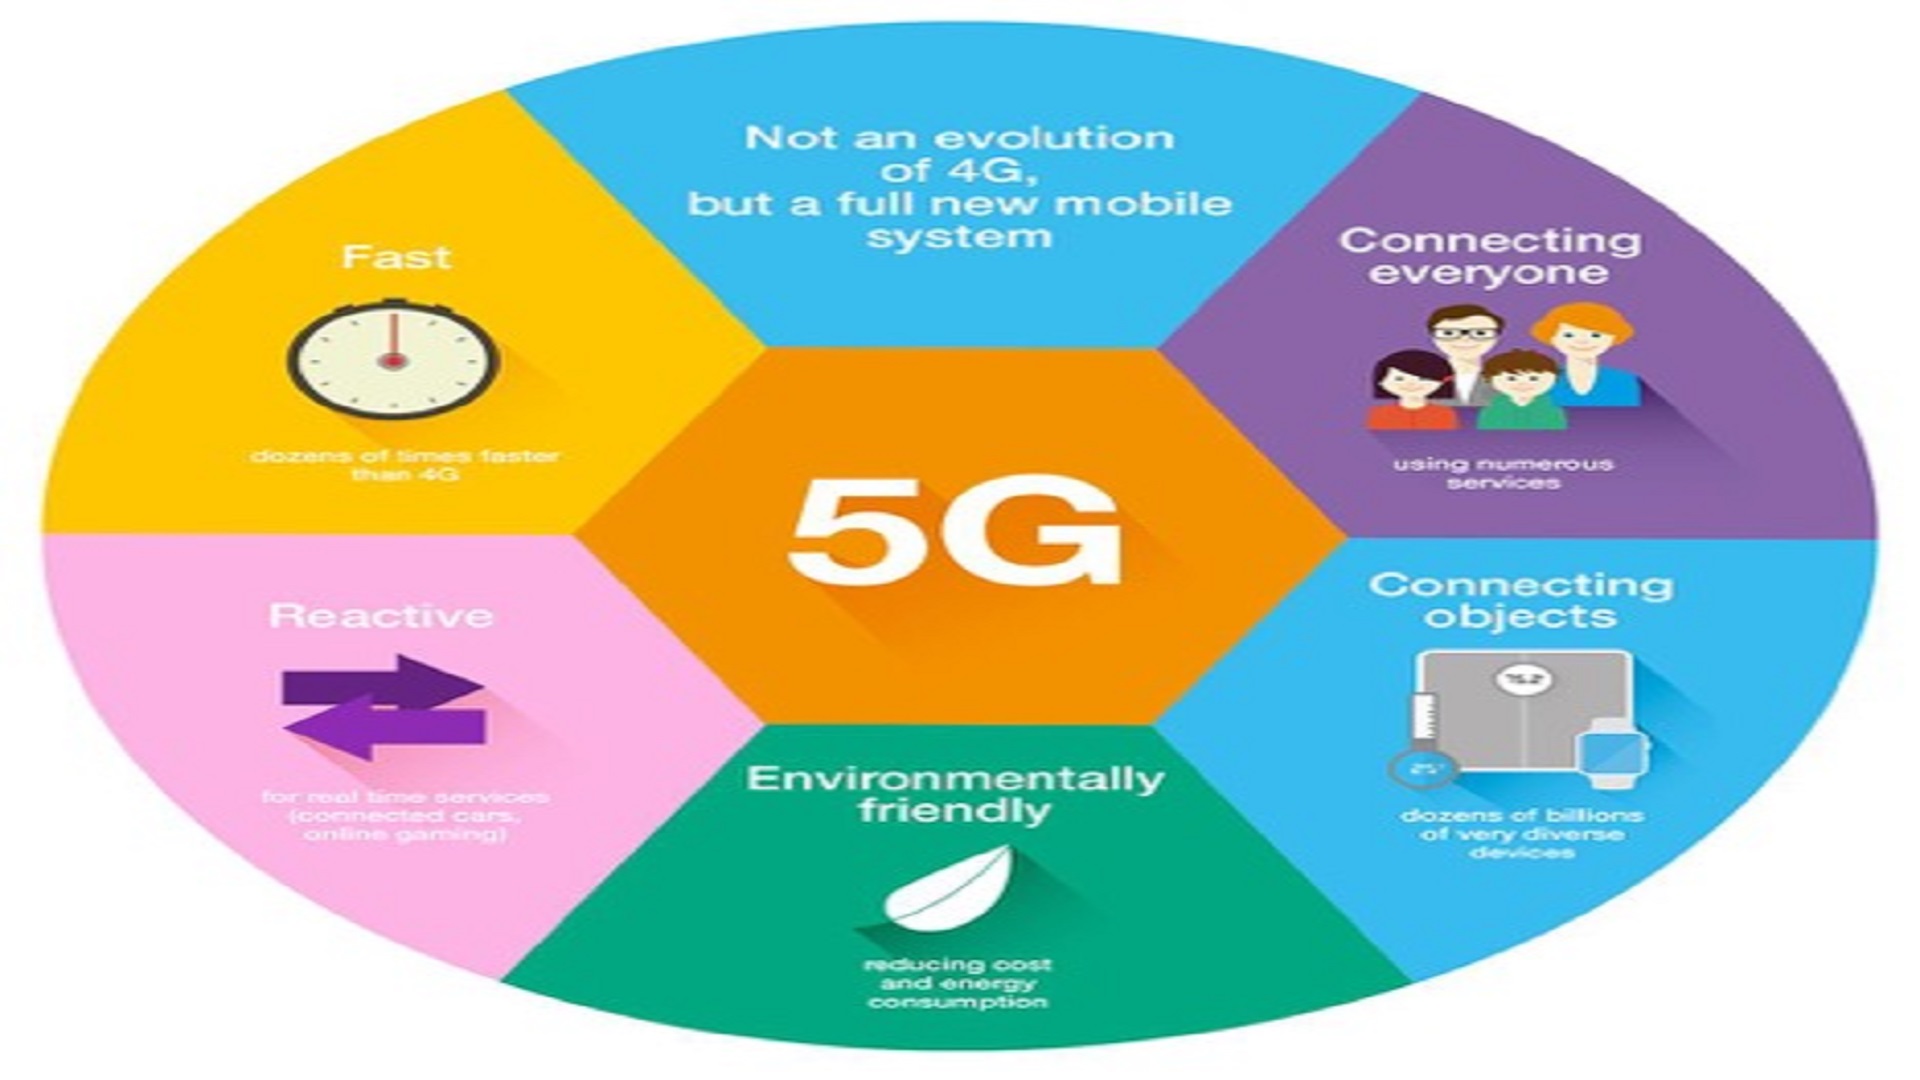 Not an evolution
of 4G,
but a full new mobile
system
Fast
dozens of times faster
than 4G
Connecting
everyone
using numerous
services
5G
Reactive
for real time services
(connected cars,
online gaming)
Environmentally
friendly
reducing cost
and energy
consumption
Connecting
objects
25°
dozens of billions
of very diverse
devices